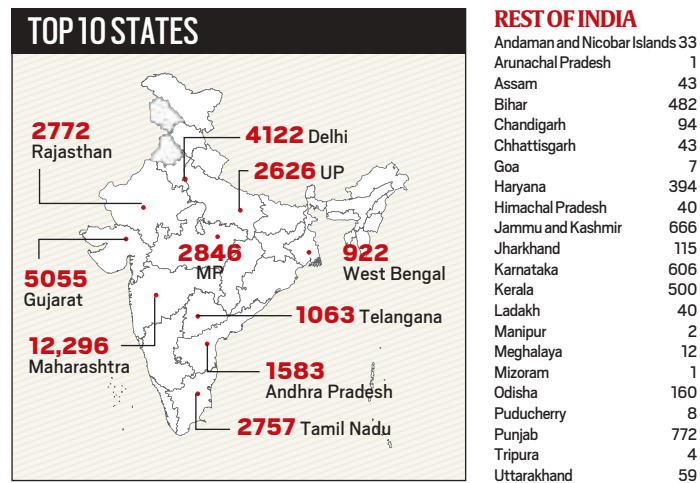 TOP 10 STATES
2772
Rajasthan
4122 Delhi
2626 UP
2846
MP
922
West Bengal
5055
Gujarat
1063 Telangana
12,296
Maharashtra
1583
Andhra Pradesh
2757 Tamil Nadu
REST OF INDIA
Andaman and Nicobar Islands 33
Arunachal Pradesh 1
Assam 43
Bihar 482
Chandigarh 94
Chhattisgarh 43
Goa 7
Haryana 394
Himachal Pradesh 40
Jammu and Kashmir 666
Jharkhand 115
Karnataka 606
Kerala 500
Ladakh 40
Manipur 2
Meghalaya 12
Mizoram 1
Odisha 160
Puducherry 8
Punjab 772
Tripura 4
Uttarakhand 59